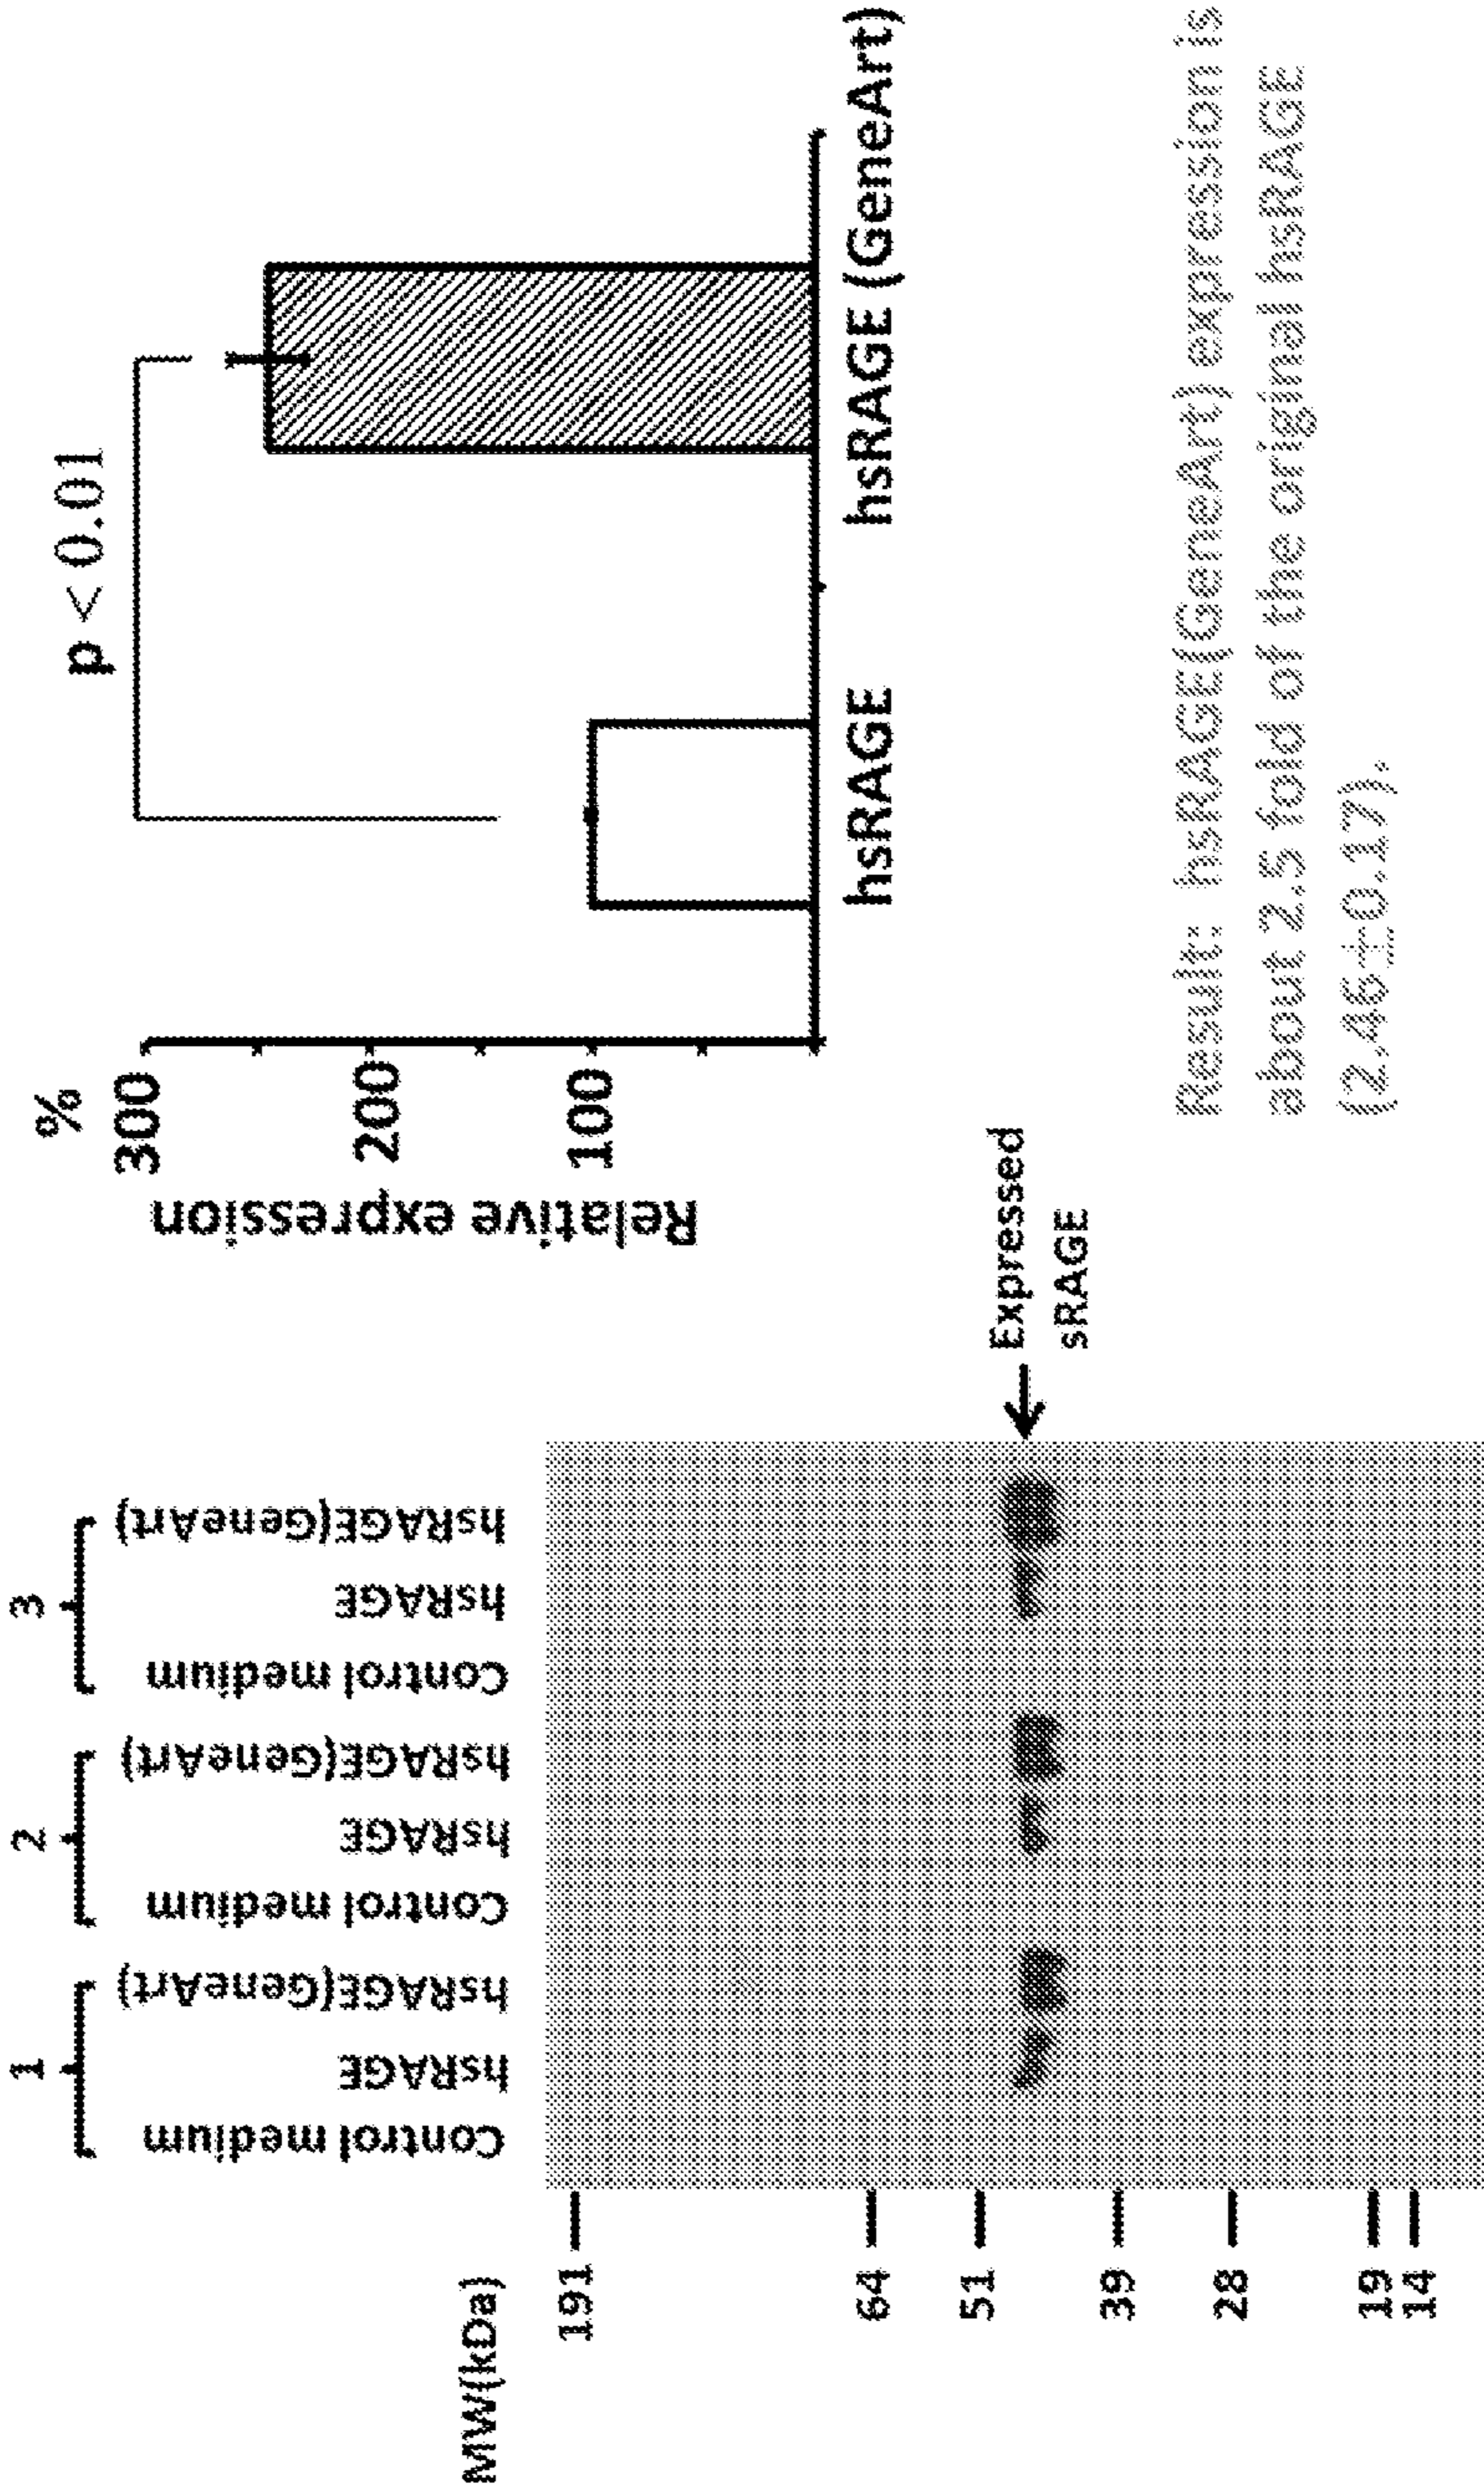 1
2
3
Control medium
hsRAGE
hsRAGE(GeneArt)
Control medium
hsRAGE
hsRAGE(GeneArt)
Control medium
hsRAGE
hsRAGE(GeneArt)
MW(kDa)
191
64
51
39
28
19
14
Expressed
sRAGE
%
300
200
100
Relative expression
p < 0.01
hsRAGE
hsRAGE (GeneArt)
Result: hsRAGE(GeneArt) expression is
about 2.5 fold of the original hsRAGE
(2.46±0.17).